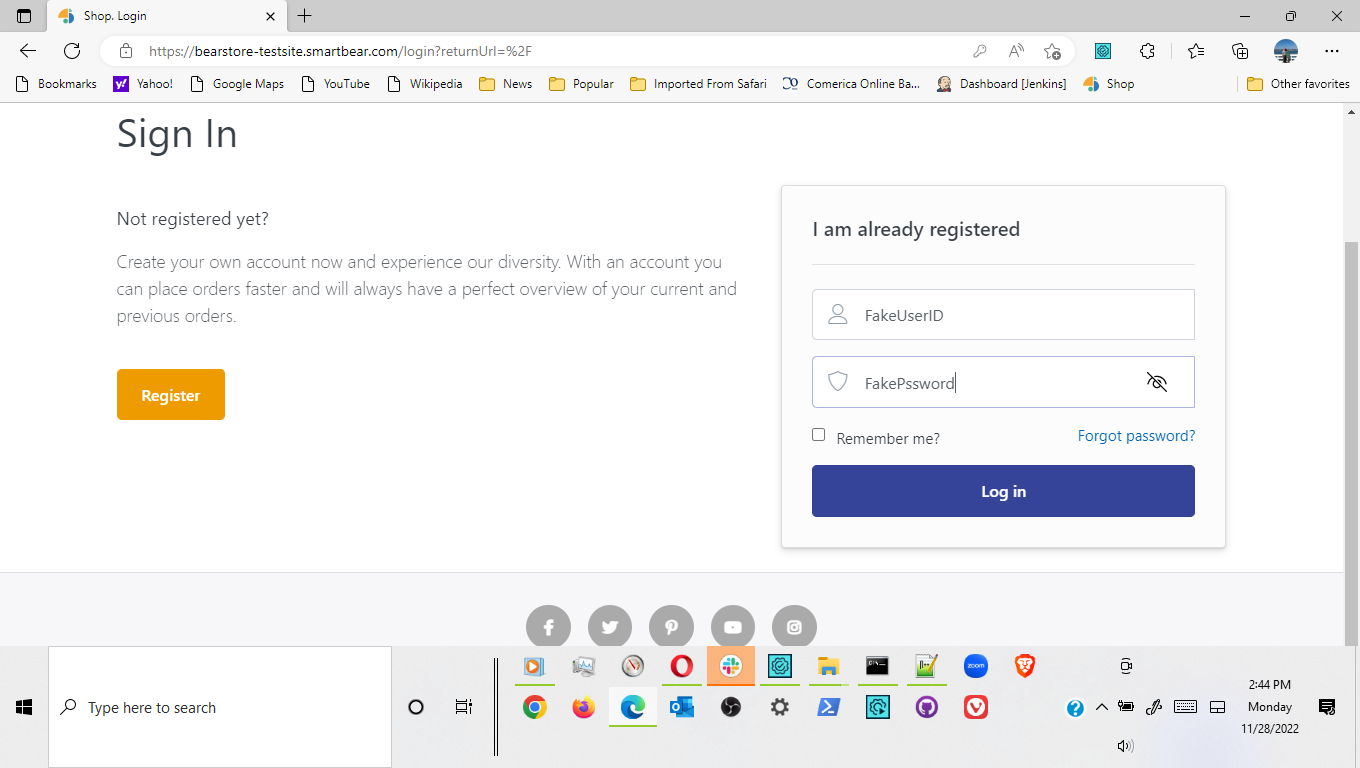 Shop. Login
https://bearstore-testsite.smartbear.com/login?returnUrl=%2F
Bookmarks Yahoo! Google Maps YouTube Wikipedia News Popular Imported From Safari Comerica Online Ba... Dashboard [Jenkins] Shop Other favorites
Sign In
Not registered yet?
Create your own account now and experience our diversity. With an account you
can place orders faster and will always have a perfect overview of your current and
previous orders.
Register
I am already registered
FakeUserID
FakePssword
Remember me?
Forgot password?
Log in
Type here to search
zoom
2:44 PM
Monday
11/28/2022